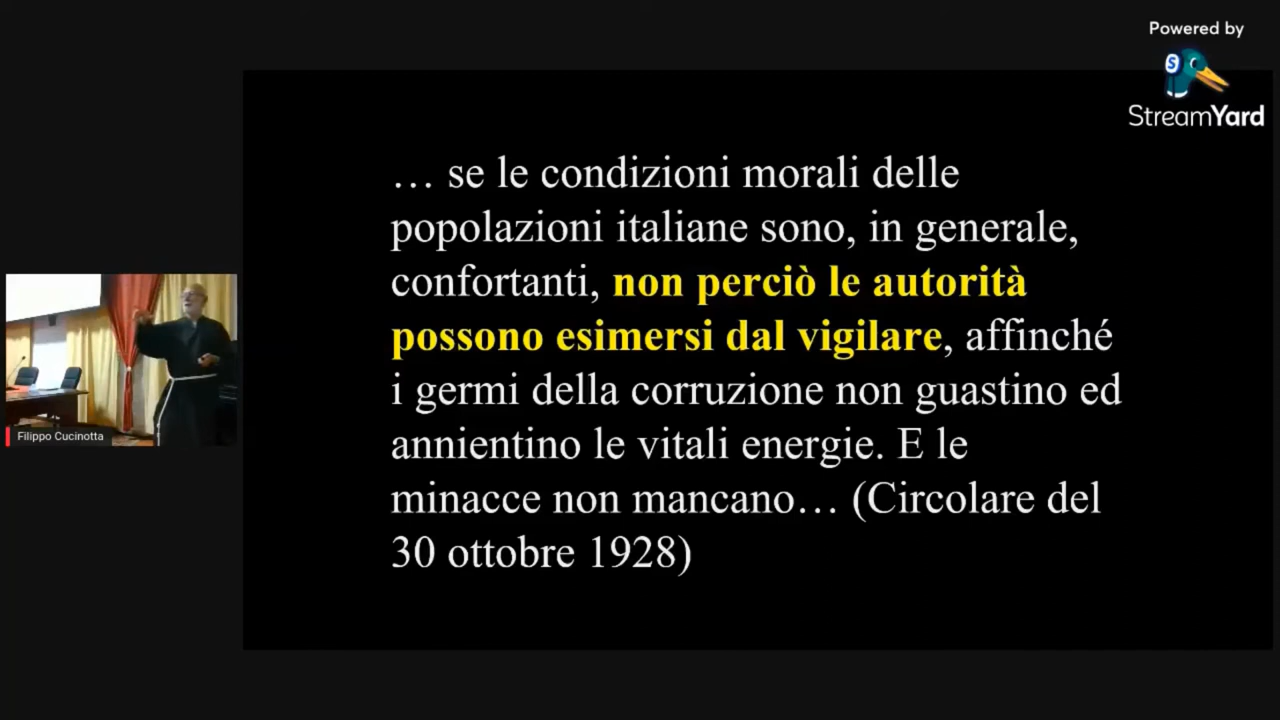 Powered by
StreamYard
… se le condizioni morali delle
popolazioni italiane sono, in generale,
confortanti, non perciò le autorità
possono esimersi dal vigilare, affinché
i germi della corruzione non guastino ed
annientino le vitali energie. E le
minacce non mancano… (Circolare del
30 ottobre 1928)
Filippo Cucinotta